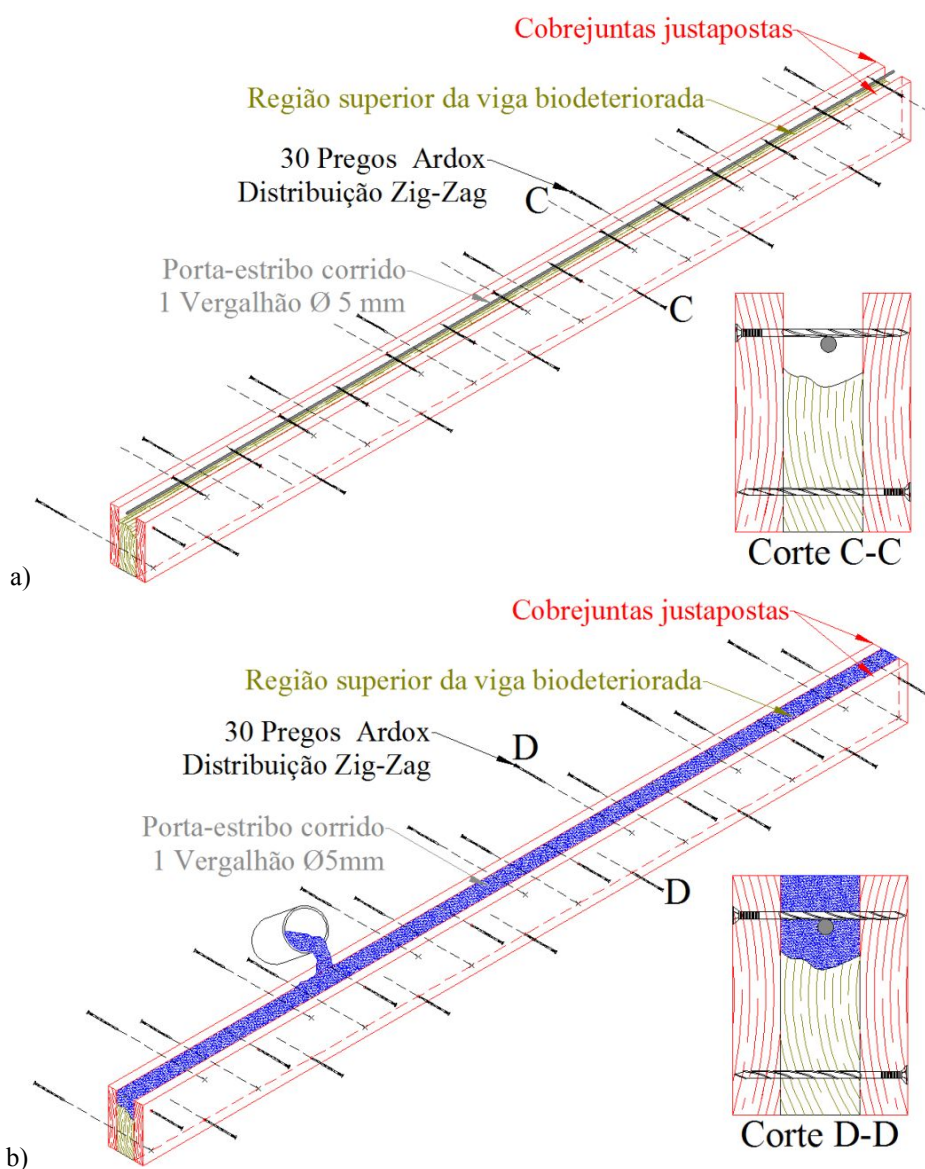 Cobrejuntas justapostas
Região superior da viga biodeteriorada
30 Pregos Ardox
Distribuição Zig-Zag
C
Porta-estribo corrido
1 Vergalhão Ø 5 mm
C
Corte C-C
a)
Cobrejuntas justapostas
Região superior da viga biodeteriorada
30 Pregos Ardox
Distribuição Zig-Zag
D
Porta-estribo corrido
1 Vergalhão Ø5mm
D
Corte D-D
b)